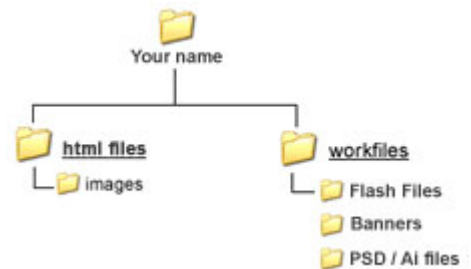 Your name
html files
images
workfiles
Flash Files
Banners
PSD / Ai files